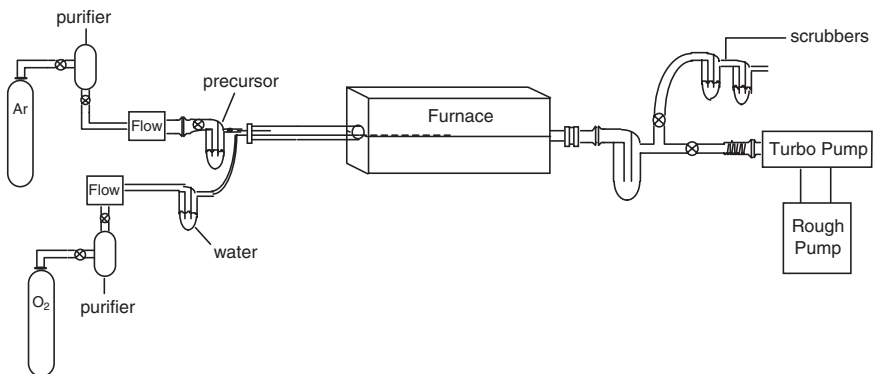 purifier
scrubbers
precursor
Ar
Furnace
Flow
Turbo Pump
Flow
water
Rough
Pump
O₂
purifier